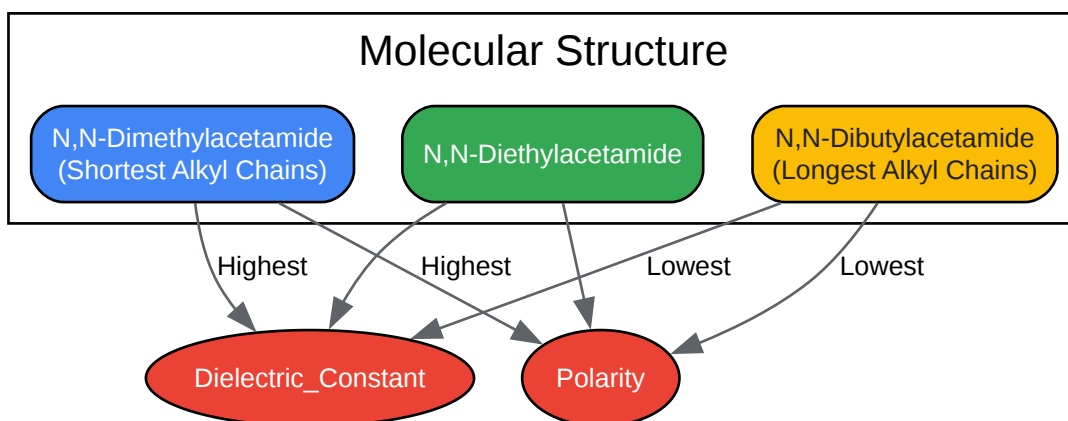 Molecular Structure
N,N-Dimethylacetamide
(Shortest Alkyl Chains)
N,N-Diethylacetamide
N,N-Dibutylacetamide
(Longest Alkyl Chains)
Highest
Highest
Lowest
Lowest
Dielectric_Constant
Polarity